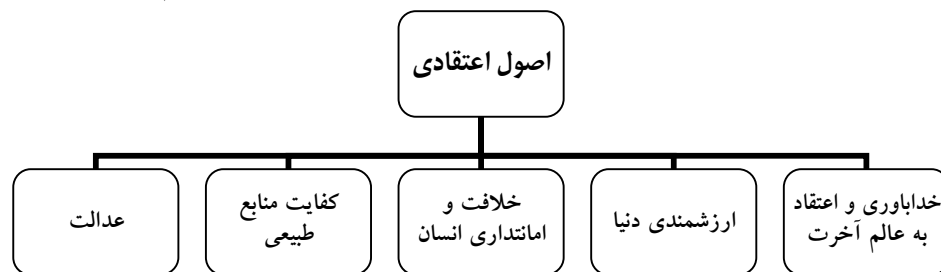 اصول اعتقادی
خداباوری و اعتقاد
به عالم آخرت
ارزشمندی دنیا
خلافت و
امانتداری انسان
کفایت منابع
طبیعی
عدالت